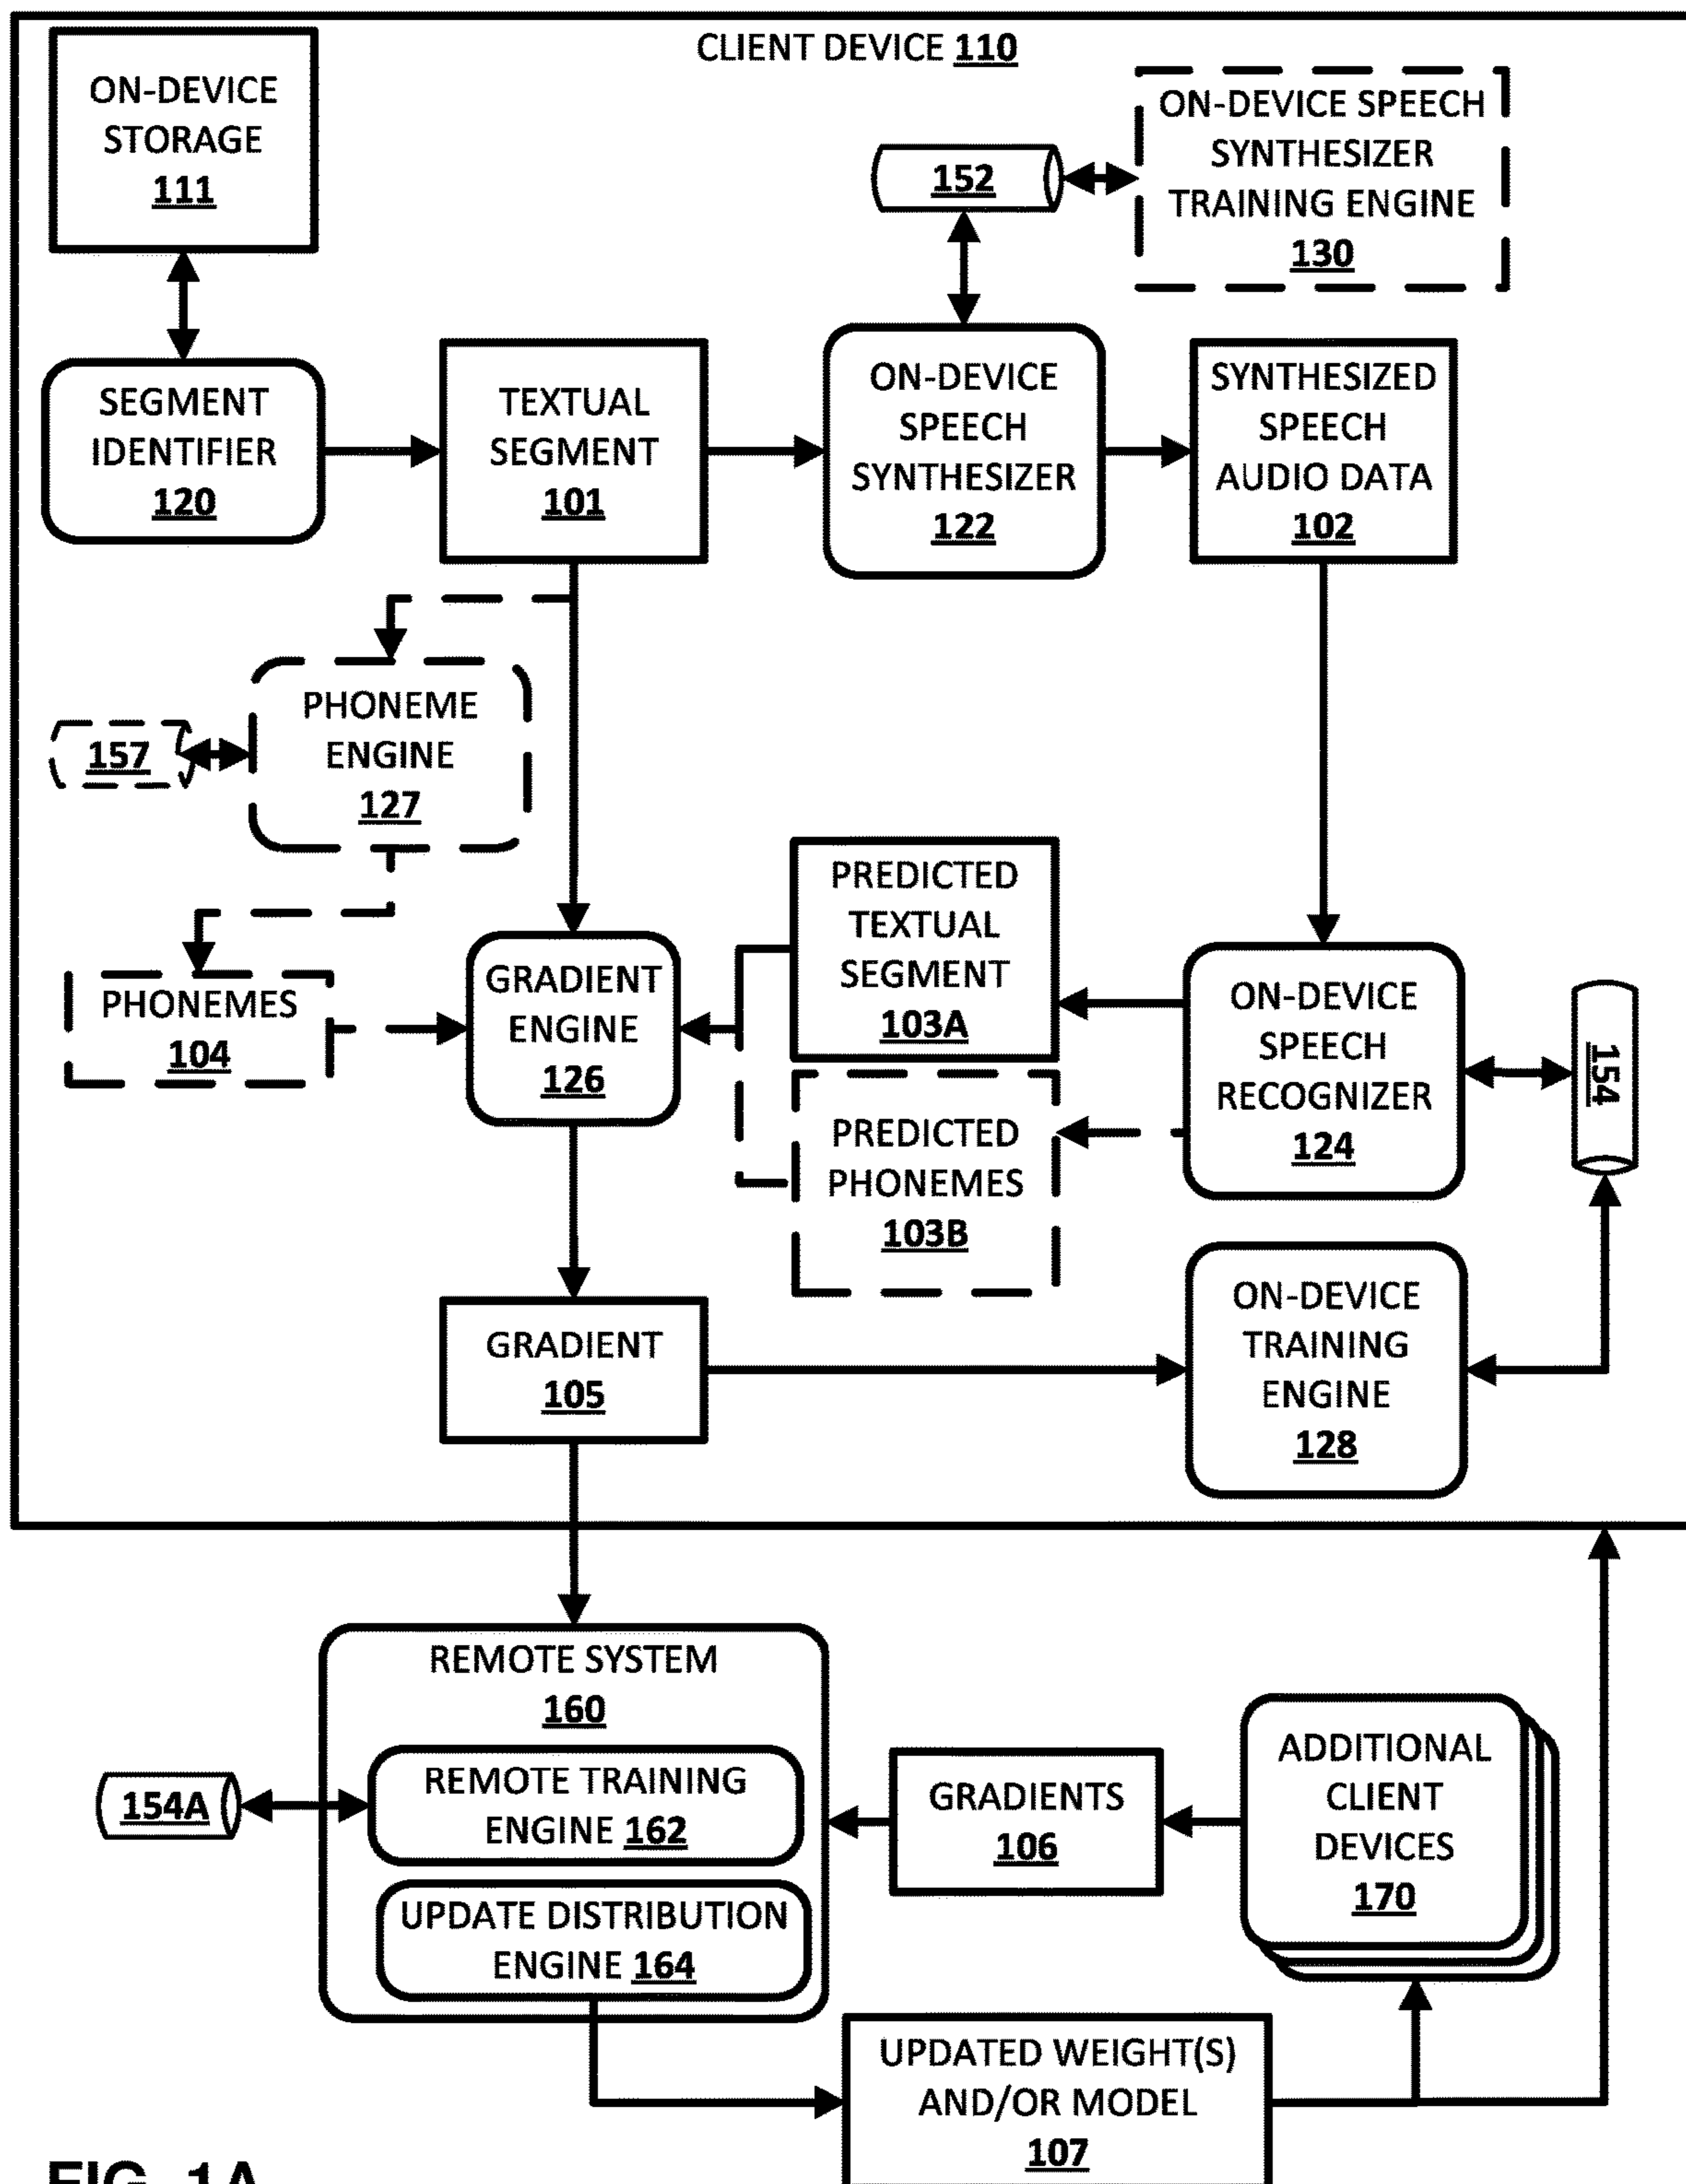 CLIENT DEVICE 110
ON-DEVICE
STORAGE
111
152
ON-DEVICE SPEECH
SYNTHESIZER
TRAINING ENGINE
130
SEGMENT
IDENTIFIER
120
TEXTUAL
SEGMENT
101
ON-DEVICE
SPEECH
SYNTHESIZER
122
SYNTHESIZED
SPEECH
AUDIO DATA
102
PHONEME
ENGINE
127
157
PHONEMES
104
GRADIENT
ENGINE
126
PREDICTED
TEXTUAL
SEGMENT
103A
PREDICTED
PHONEMES
103B
ON-DEVICE
SPEECH
RECOGNIZER
124
154
GRADIENT
105
ON-DEVICE
TRAINING
ENGINE
128
REMOTE SYSTEM
160
154A
REMOTE TRAINING
ENGINE 162
UPDATE DISTRIBUTION
ENGINE 164
GRADIENTS
106
ADDITIONAL
CLIENT
DEVICES
170
UPDATED WEIGHT(S)
AND/OR MODEL
107
FIG. 1A